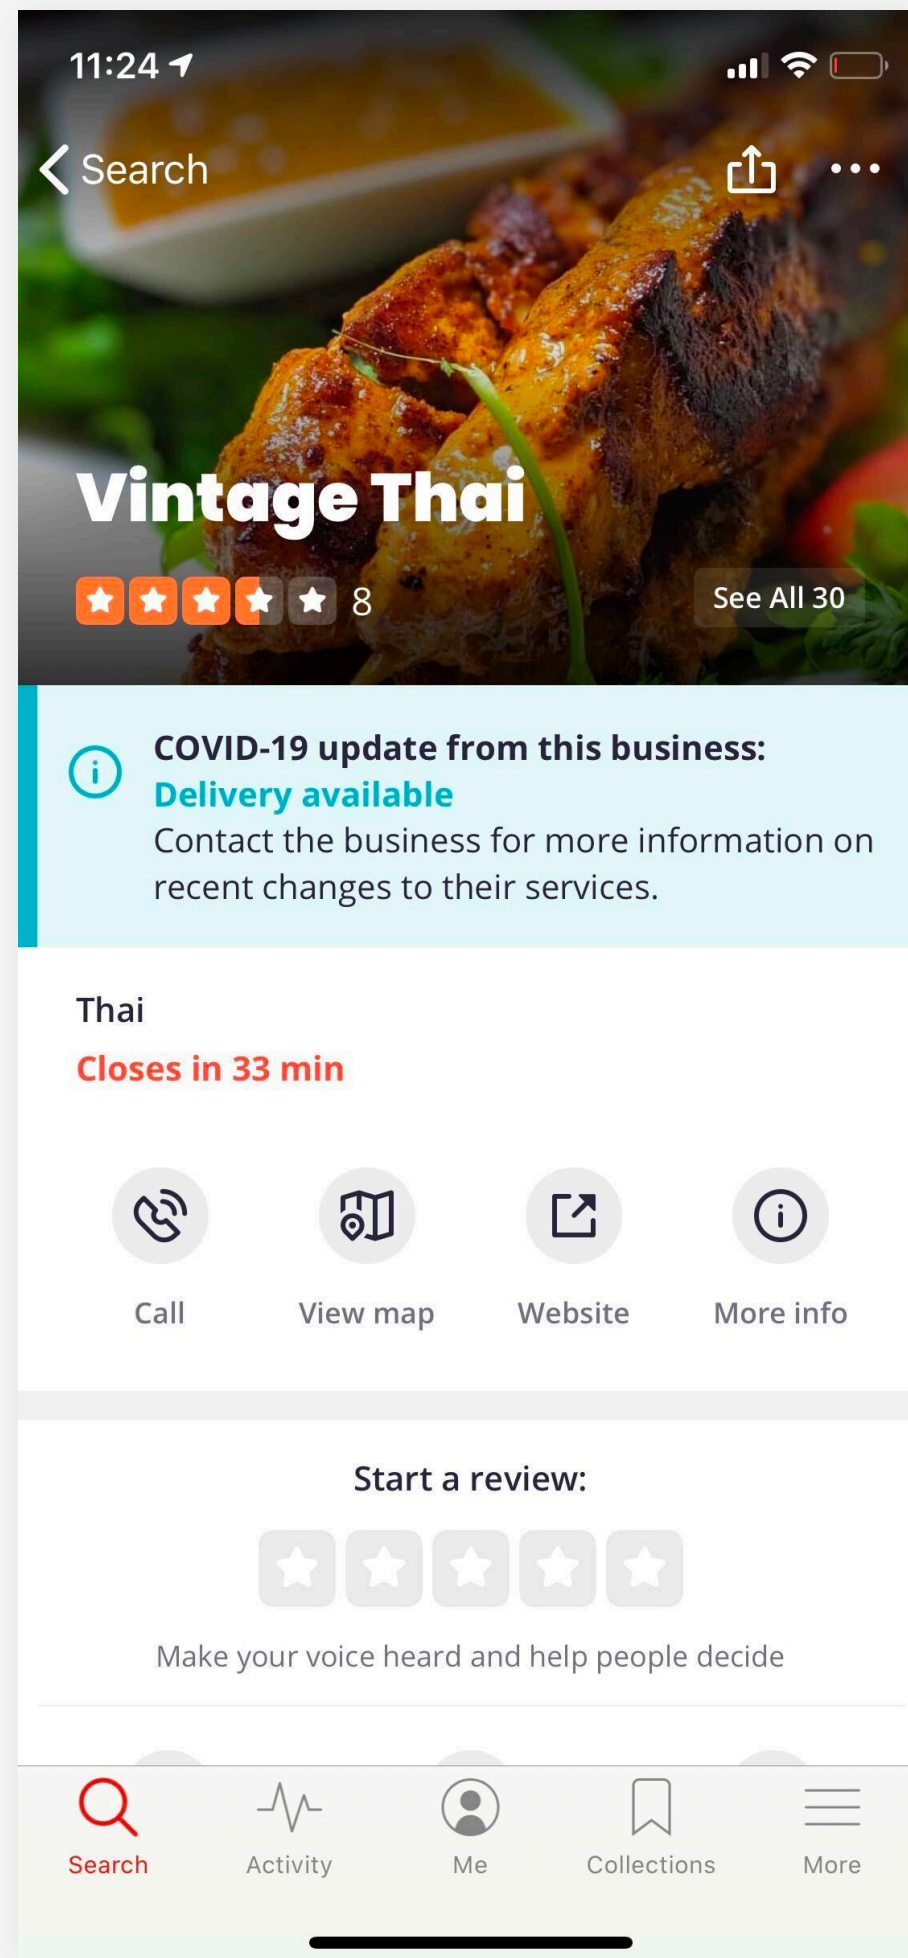 11:24
Search
Vintage Thai
8
See All 30
COVID-19 update from this business:
Delivery available
Contact the business for more information on
recent changes to their services.
Thai
Closes in 33 min
Call
View map
Website
More info
Start a review:
Make your voice heard and help people decide
Search
Activity
Me
Collections
More